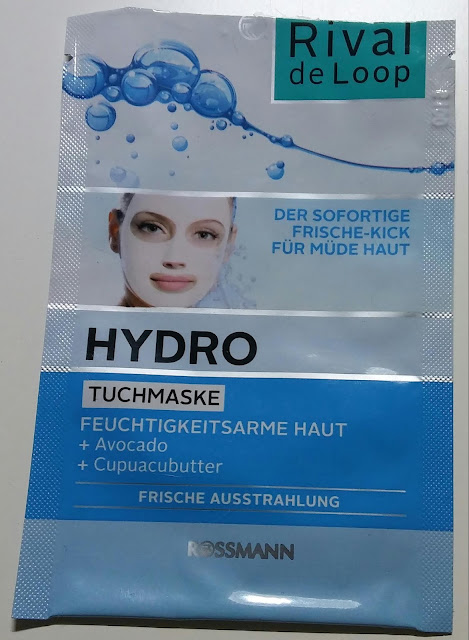 Rival
de Loop
DER SOFORTIGE
FRISCHE-KICK
FÜR MÜDE HAUT
HYDRO
TUCHMASKE
FEUCHTIGKEITSARME HAUT
+ Avocado
+ Cupuacubutter
FRISCHE AUSSTRAHLUNG
ROSSMANN